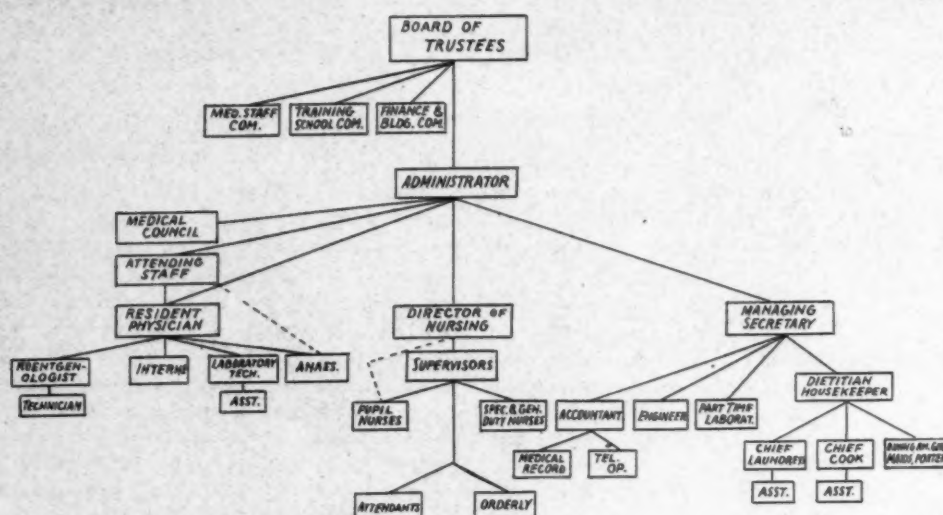 BOARD OF
TRUSTEES
MED. STAFF
COM.
TRAINING
SCHOOL COM.
FINANCE &
BLDG. COM.
ADMINISTRATOR
MEDICAL
COUNCIL
ATTENDING
STAFF
RESIDENT
PHYSICIAN
DIRECTOR OF
NURSING
MANAGING
SECRETARY
ROENTGEN-
OLOGIST
INTERNE
LABORATORY
TECH.
ANAES.
SUPERVISORS
DIETITIAN
HOUSEKEEPER
TECHNICIAN
ASST.
PUPIL
NURSES
SPEC. & GEN.
DUTY NURSES
ACCOUNTANT
ENGINEER
PART TIME
LABORAT.
MEDICAL
RECORD
TEL.
OP.
CHIEF
LAUNDRESS
CHIEF
COOK
MAIDS, PORTER
ASST.
ASST.
ATTENDANTS
ORDERLY